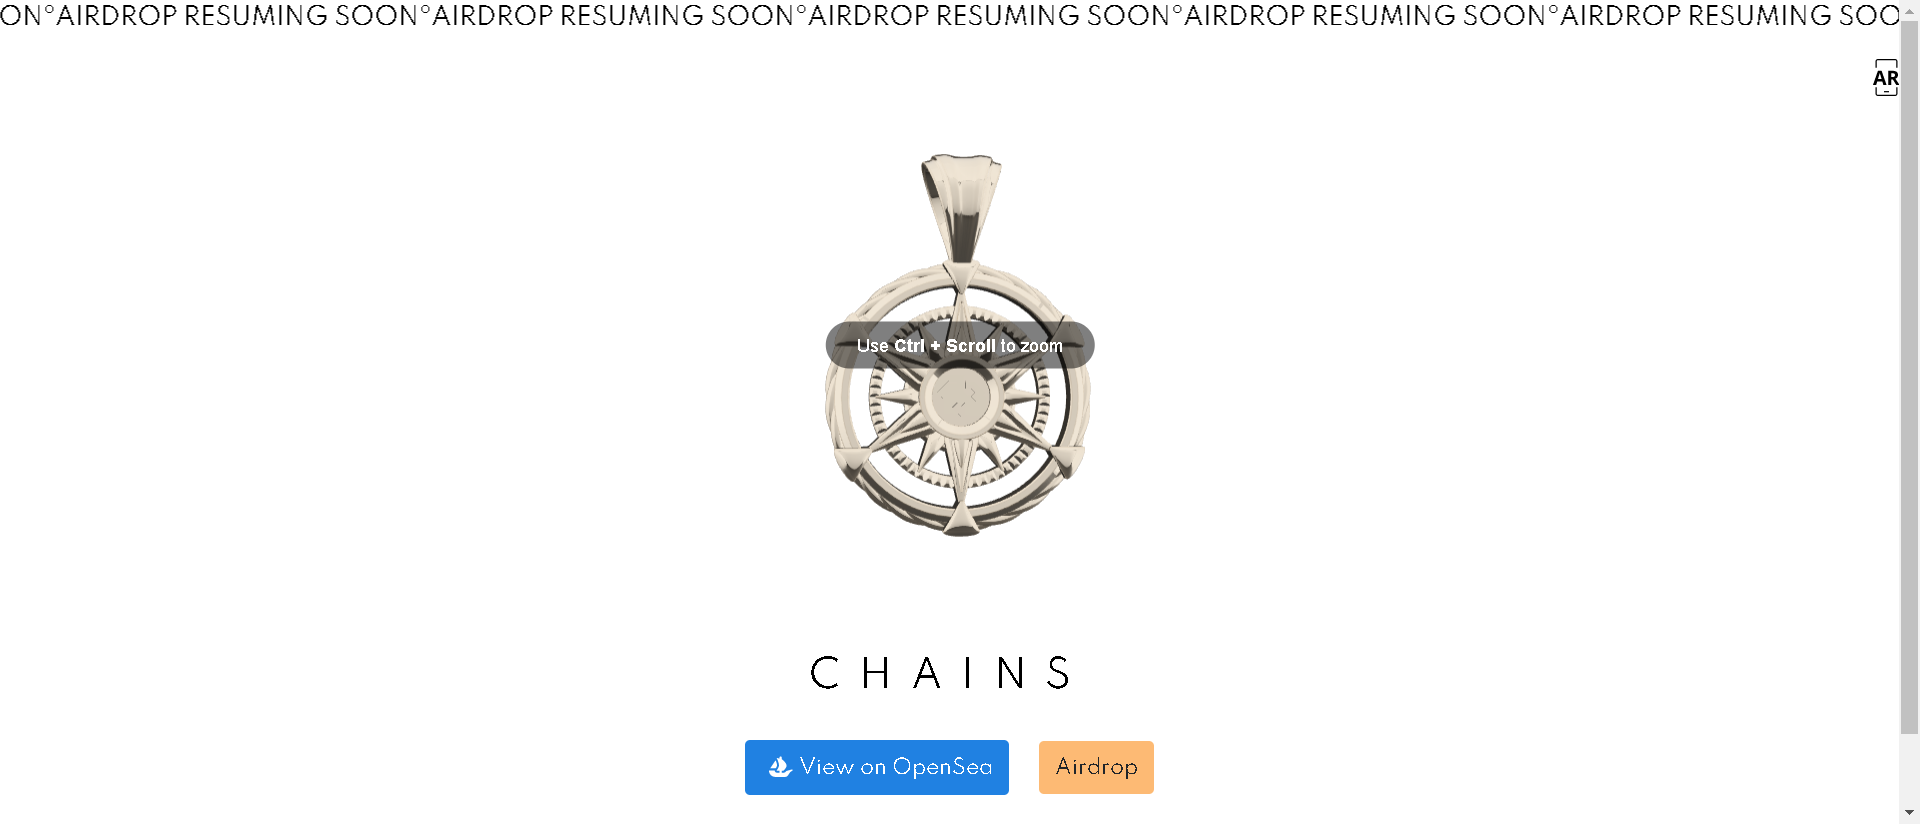 ON°AIRDROP RESUMING SOON°AIRDROP RESUMING SOON°AIRDROP RESUMING SOON°AIRDROP RESUMING SOON°AIRDROP RESUMING SOO
AR
Use Ctrl + Scroll to zoom
CHAINS
View on OpenSea
Airdrop